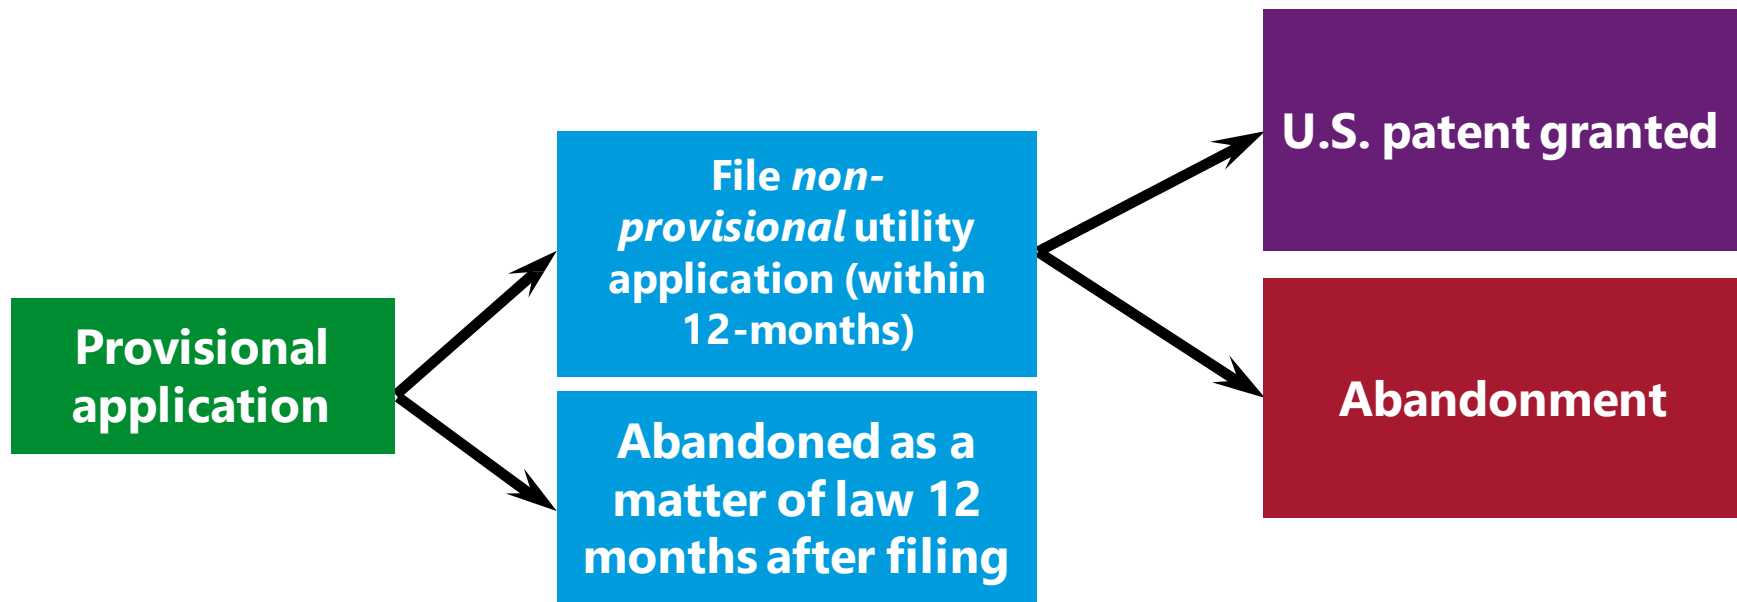 Provisional
application
File non-
provisional utility
application (within
12-months)
Abandoned as a
matter of law 12
months after filing
U.S. patent granted
Abandonment